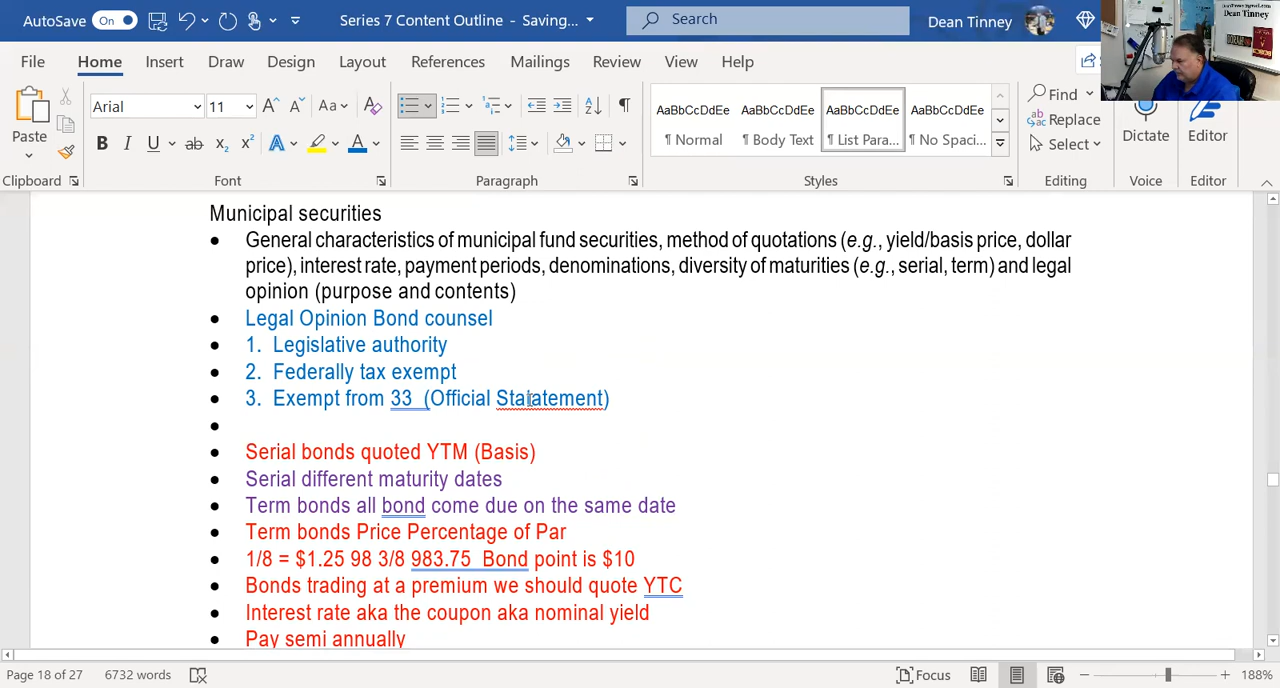 AutoSave On Series 7 Content Outline - Saving... Search Dean Tinney
File Home Insert Draw Design Layout References Mailings Review View Help
Paste Arial 11 Aa AaBbCcDdEe AaBbCcDdEe AaBbCcDdEe AaBbCcDdEe Find Replace Select Dictate Editor
B I U ab x₂ x² A A ¶ Normal ¶ Body Text ¶ List Para... ¶ No Spaci...
Clipboard Font Paragraph Styles Editing Voice Editor
Municipal securities
• General characteristics of municipal fund securities, method of quotations (e.g., yield/basis price, dollar
price), interest rate, payment periods, denominations, diversity of maturities (e.g., serial, term) and legal
opinion (purpose and contents)
• Legal Opinion Bond counsel
• 1. Legislative authority
• 2. Federally tax exempt
• 3. Exempt from 33 (Official Stajatement)
•
• Serial bonds quoted YTM (Basis)
• Serial different maturity dates
• Term bonds all bond come due on the same date
• Term bonds Price Percentage of Par
• 1/8 = $1.25 98 3/8 983.75 Bond point is $10
• Bonds trading at a premium we should quote YTC
• Interest rate aka the coupon aka nominal yield
• Pay semi annually
Page 18 of 27 6732 words Focus 188%